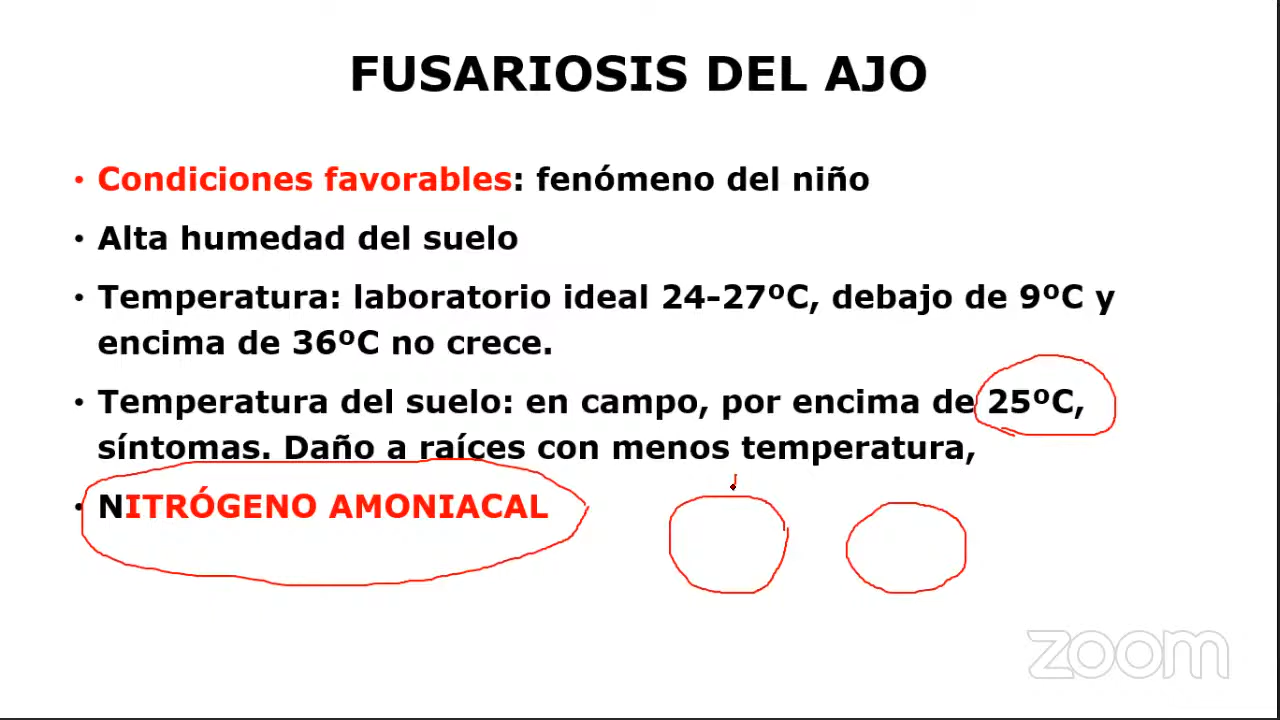 FUSARIOSIS DEL AJO
• Condiciones favorables: fenómeno del niño
• Alta humedad del suelo
• Temperatura: laboratorio ideal 24-27ºC, debajo de 9ºC y
encima de 36ºC no crece.
• Temperatura del suelo: en campo, por encima de 25ºC,
síntomas. Daño a raíces con menos temperatura,
• NITRÓGENO AMONIACAL
zoom